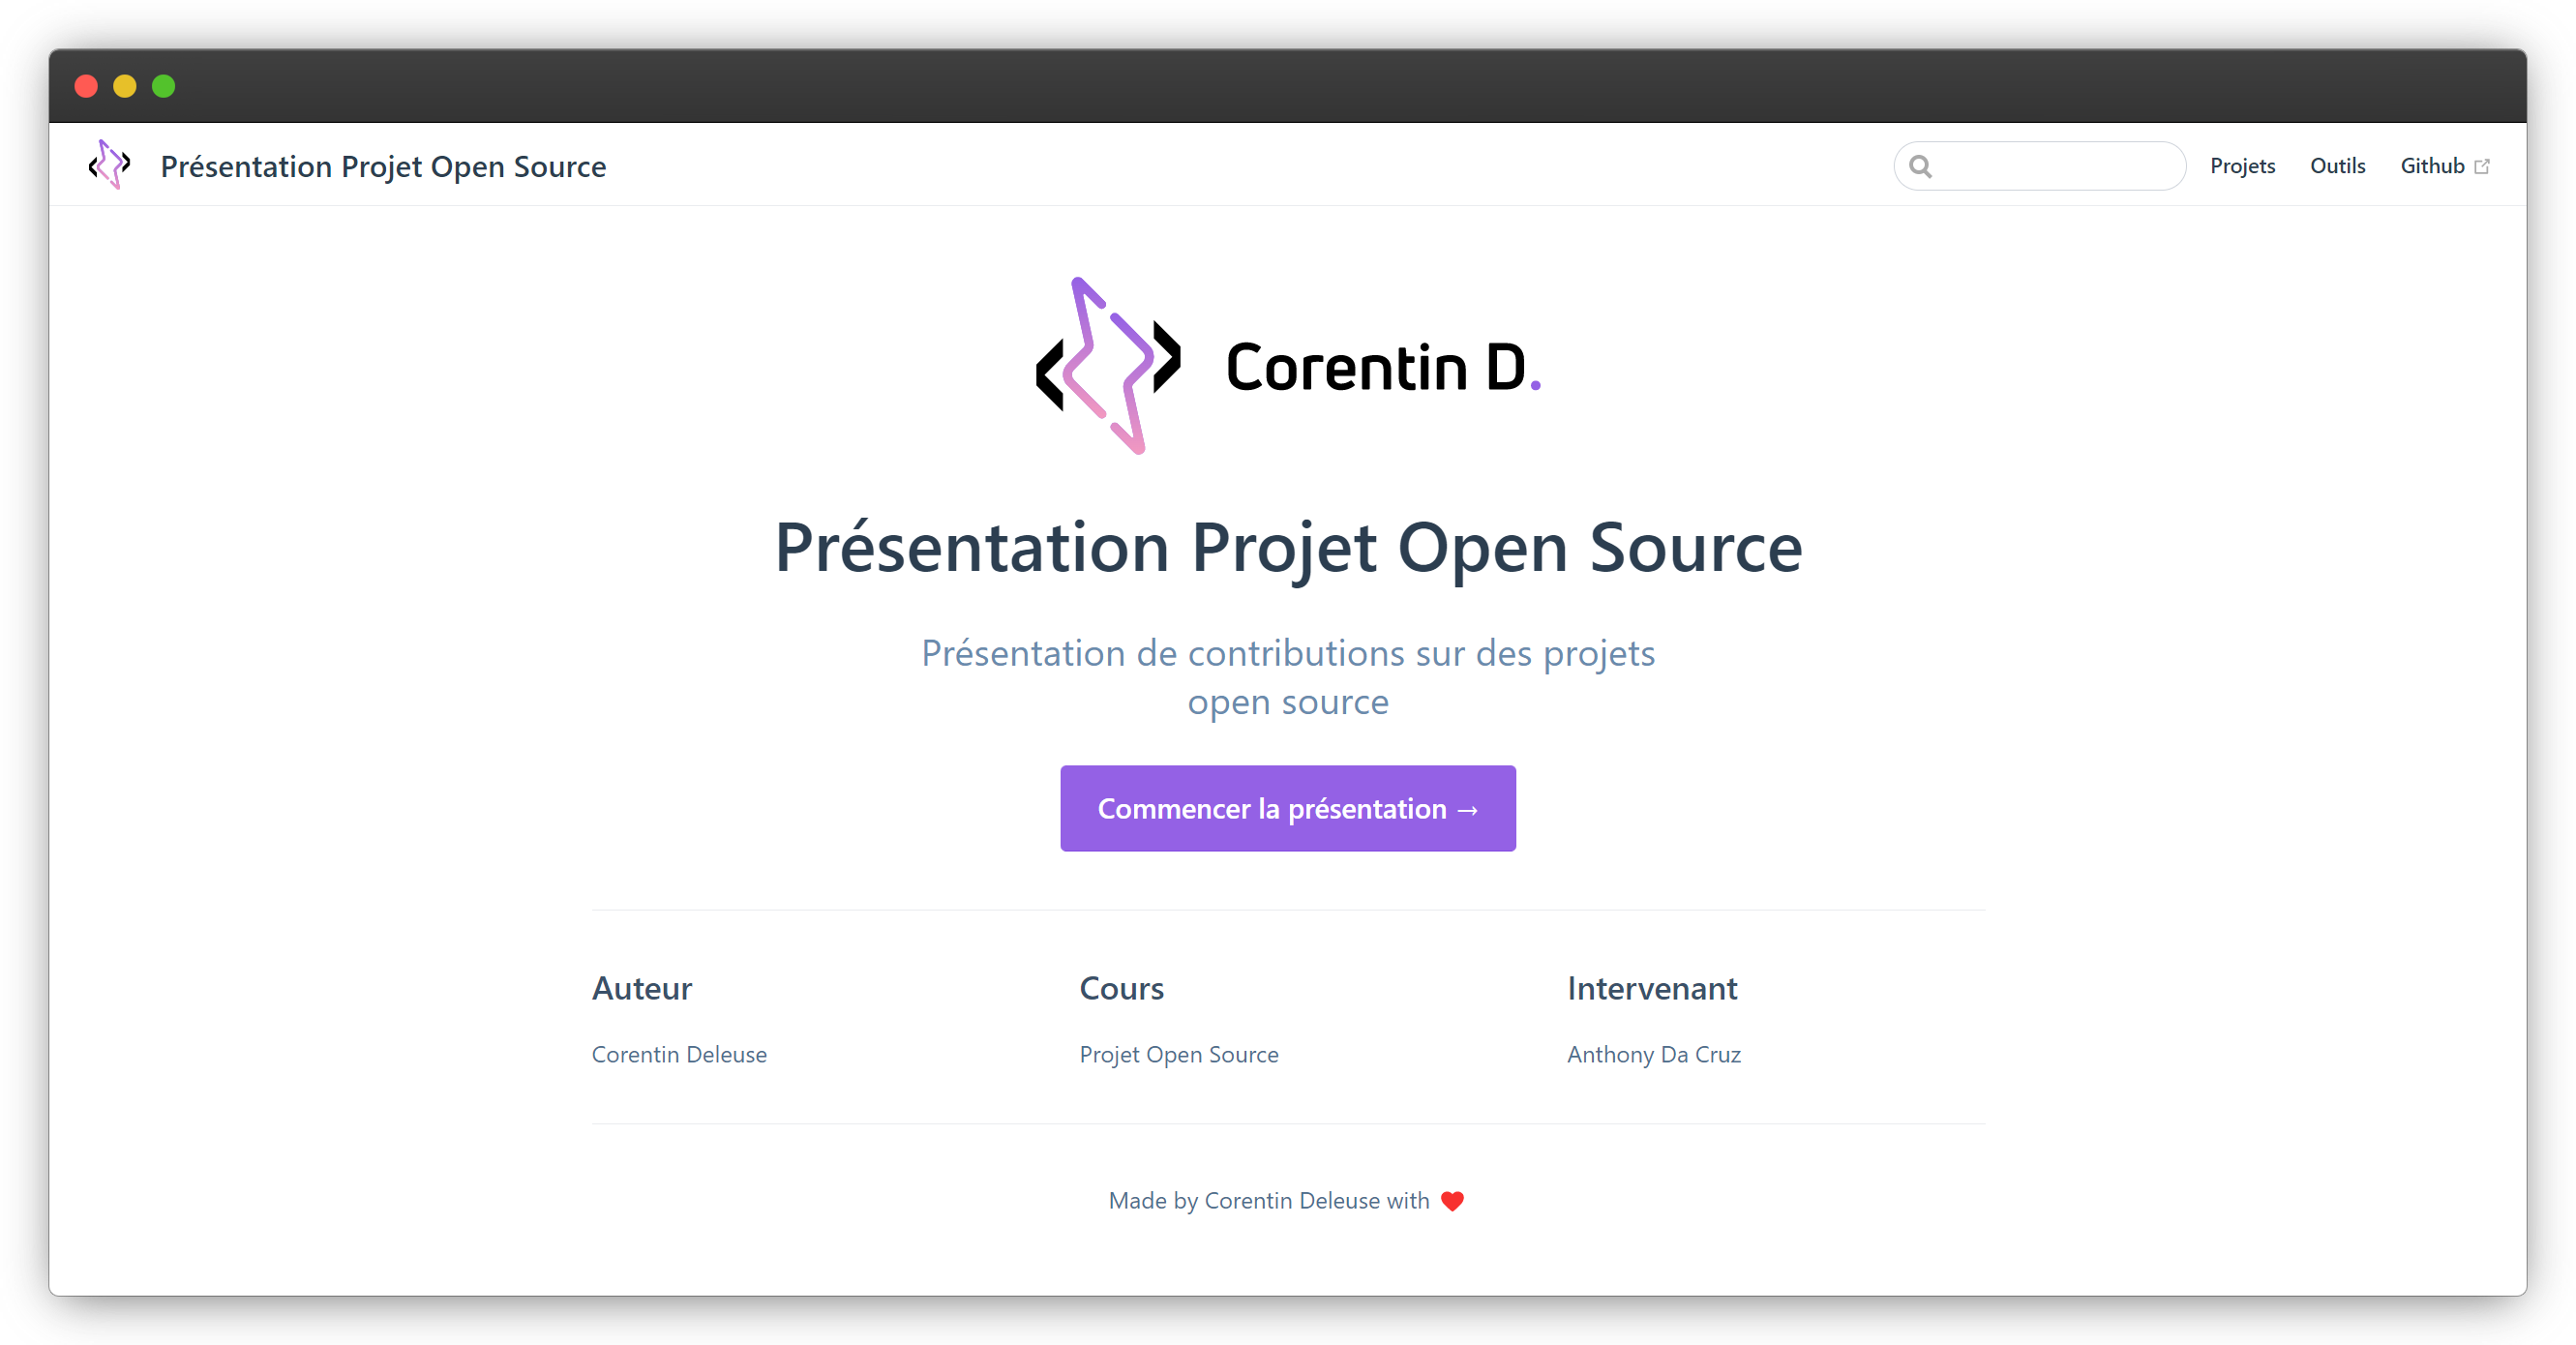 Présentation Projet Open Source
Projets
Outils
Github
Corentin D.
Présentation Projet Open Source
Présentation de contributions sur des projets
open source
Commencer la présentation →
Auteur
Corentin Deleuse
Cours
Projet Open Source
Intervenant
Anthony Da Cruz
Made by Corentin Deleuse with ❤️